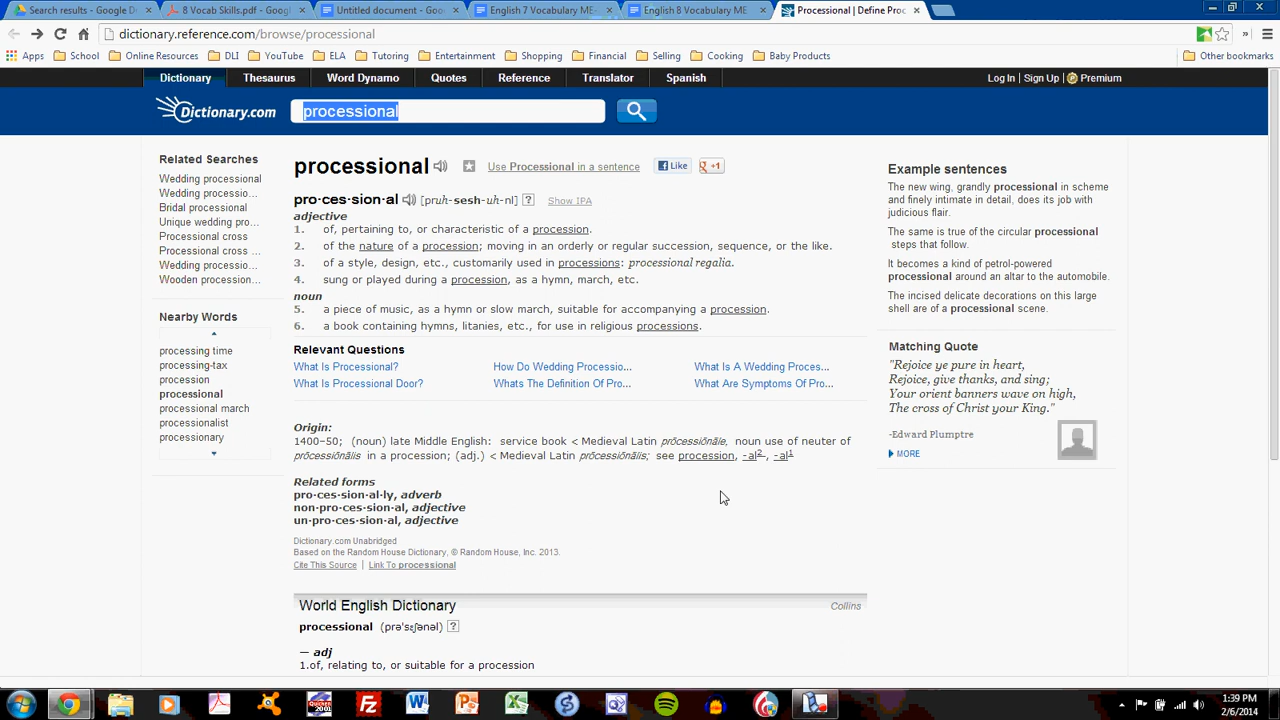 Search results - Google D
8 Vocab Skills.pdf - Googl
Untitled document - Goog
English 7 Vocabulary ME-
English 8 Vocabulary ME
Processional | Define Proc
dictionary.reference.com/browse/processional
Apps School Online Resources DLI YouTube ELA Tutoring Entertainment Shopping Financial Selling Cooking Baby Products Other bookmarks
Dictionary Thesaurus Word Dynamo Quotes Reference Translator Spanish Log In | Sign Up | Premium
Dictionary.com processional
Related Searches
Wedding processional
Wedding processio...
Bridal processional
Unique wedding pro...
Processional cross
Processional cross ...
Wedding processio...
Wooden procession...
Nearby Words
processing time
processing-tax
procession
processional
processional march
processionalist
processionary
processional Use Processional in a sentence Like +1
pro·ces·sion·al [pruh-sesh-uh-nl] ? Show IPA
adjective
1. of, pertaining to, or characteristic of a procession.
2. of the nature of a procession; moving in an orderly or regular succession, sequence, or the like.
3. of a style, design, etc., customarily used in processions: processional regalia.
4. sung or played during a procession, as a hymn, march, etc.
noun
5. a piece of music, as a hymn or slow march, suitable for accompanying a procession.
6. a book containing hymns, litanies, etc., for use in religious processions.
Relevant Questions
What Is Processional? How Do Wedding Processio... What Is A Wedding Proces...
What Is Processional Door? Whats The Definition Of Pro... What Are Symptoms Of Pro...
Origin:
1400–50; (noun) late Middle English: service book < Medieval Latin prōcessiōnāle, noun use of neuter of
prōcessiōnālis in a procession; (adj.) < Medieval Latin prōcessiōnālis; see procession, -al2, -al1
Related forms
pro·ces·sion·al·ly, adverb
non·pro·ces·sion·al, adjective
un·pro·ces·sion·al, adjective
Dictionary.com Unabridged
Based on the Random House Dictionary, © Random House, Inc. 2013.
Cite This Source | Link To processional
World English Dictionary Collins
processional (prəˈsɛʃənəl) ?
— adj
1.of, relating to, or suitable for a procession
Example sentences
The new wing, grandly processional in scheme
and finely intimate in detail, does its job with
judicious flair.
The same is true of the circular processional
steps that follow.
It becomes a kind of petrol-powered
processional around an altar to the automobile.
The incised delicate decorations on this large
shell are of a processional scene.
Matching Quote
"Rejoice ye pure in heart,
Rejoice, give thanks, and sing;
Your orient banners wave on high,
The cross of Christ your King."
-Edward Plumptre
MORE
1:39 PM
2/6/2014